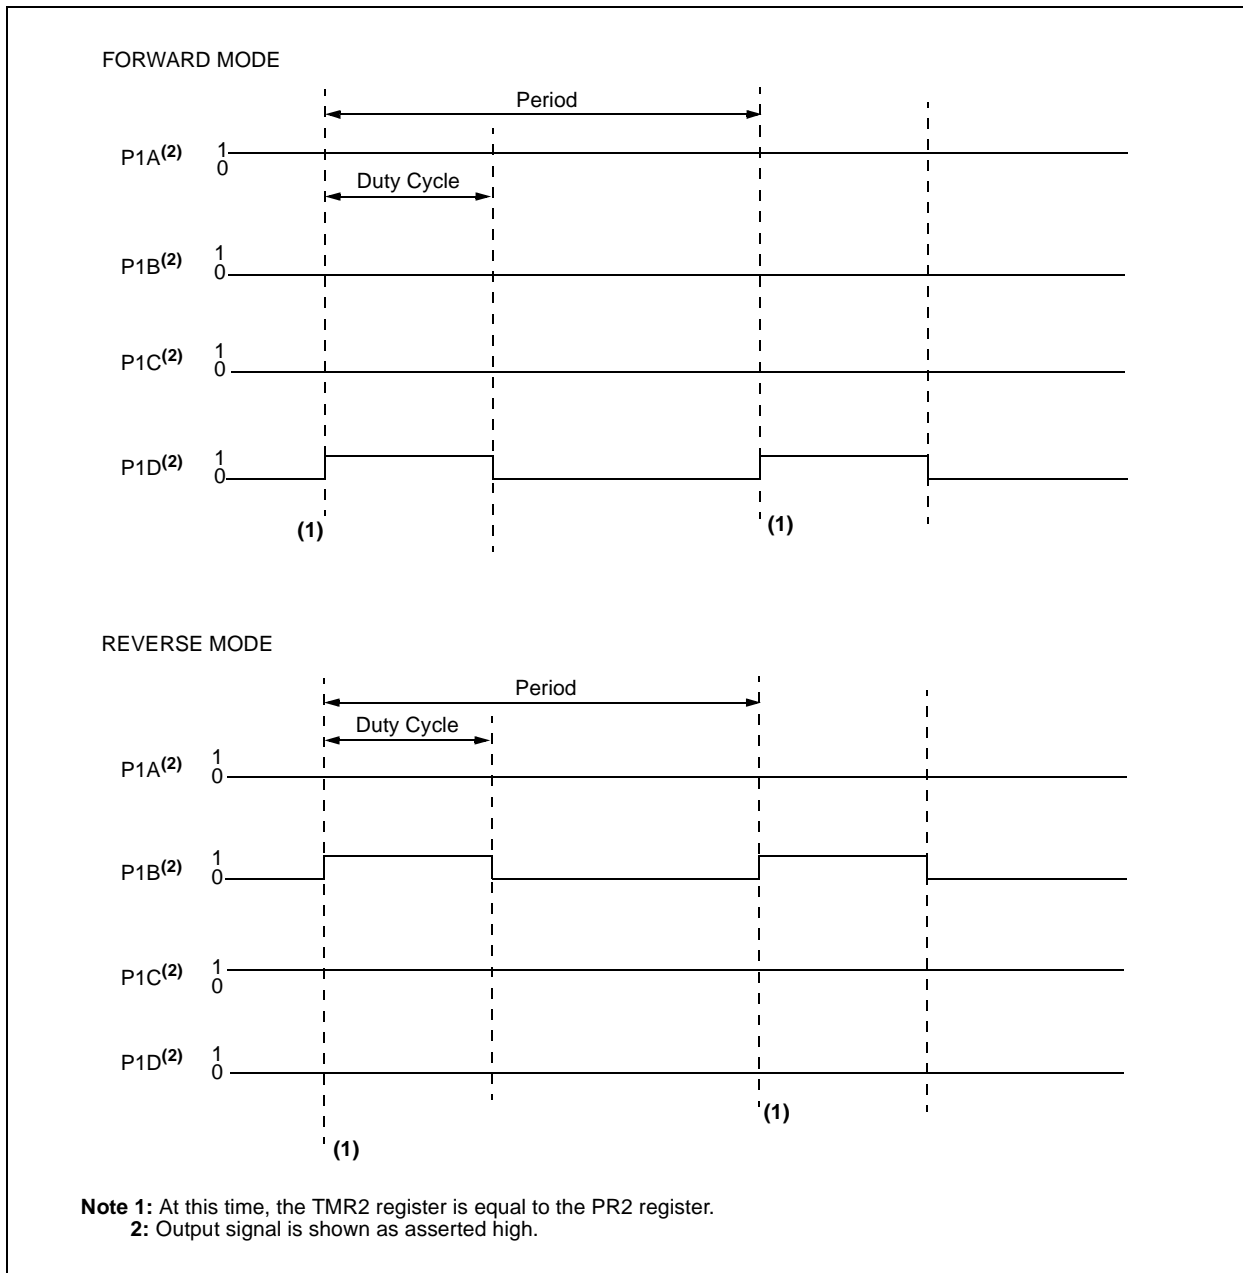 FORWARD MODE
Period
P1A(2) 1
0
Duty Cycle
P1B(2) 1
0
P1C(2) 1
0
P1D(2) 1
0
(1) (1)
REVERSE MODE
Period
Duty Cycle
P1A(2) 1
0
P1B(2) 1
0
P1C(2) 1
0
P1D(2) 1
0
(1)
(1)
Note 1: At this time, the TMR2 register is equal to the PR2 register.
2: Output signal is shown as asserted high.